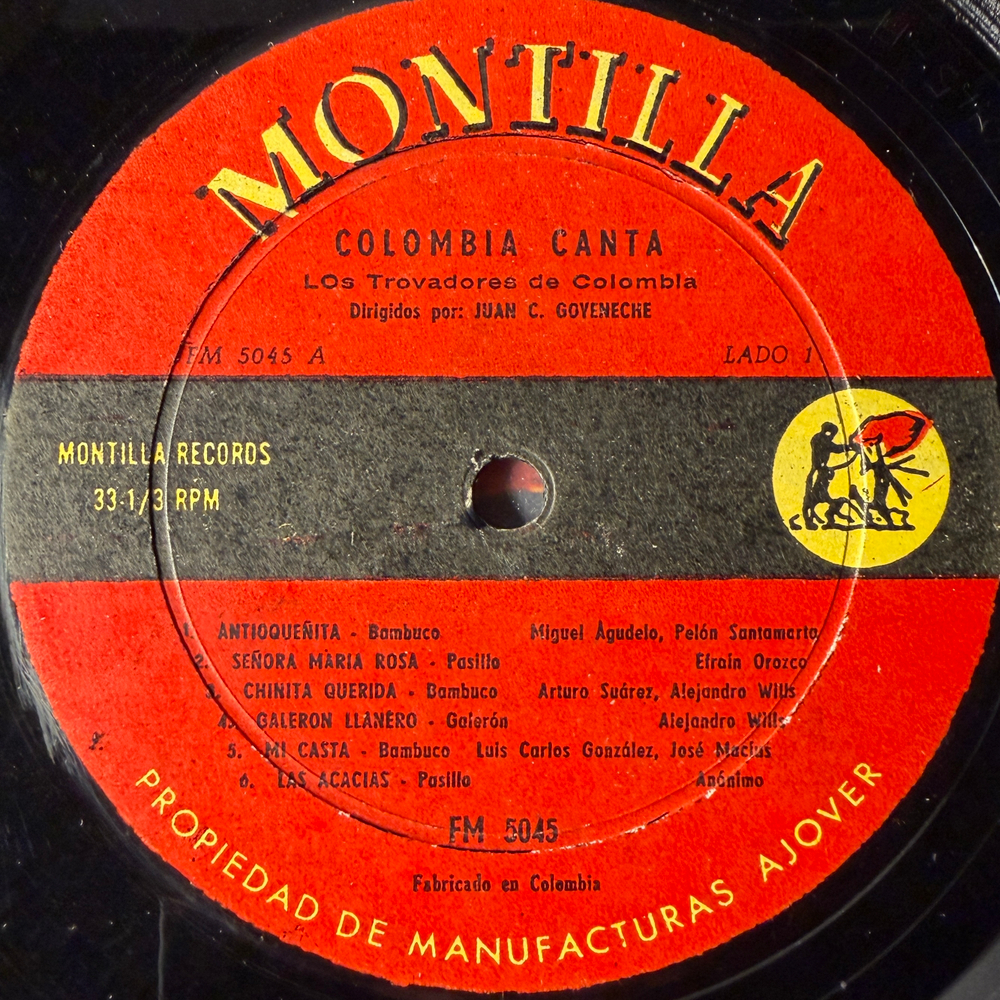 MONTILLA
COLOMBIA CANTA
LOs Trovadores de Colombia
Dirigidos por: JUAN C. GOYENECHE
FM 5045 A LADO 1
MONTILLA RECORDS
33-1/3 RPM
1. ANTIOQUEÑITA - Bambuco Miguel Agudelo, Pelón Santamarta
2. SEÑORA MARIA ROSA - Pasillo Efraín Orozco
3. CHINITA QUERIDA - Bambuco Arturo Suárez, Alejandro Wills
4. GALERON LLANERO - Galerón Alejandro Wills
5. MI CASTA - Bambuco Luis Carlos González, José Macías
6. LAS ACACIAS - Pasillo Anónimo
FM 5045
Fabricado en Colombia
PROPIEDAD DE MANUFACTURAS AJOVER